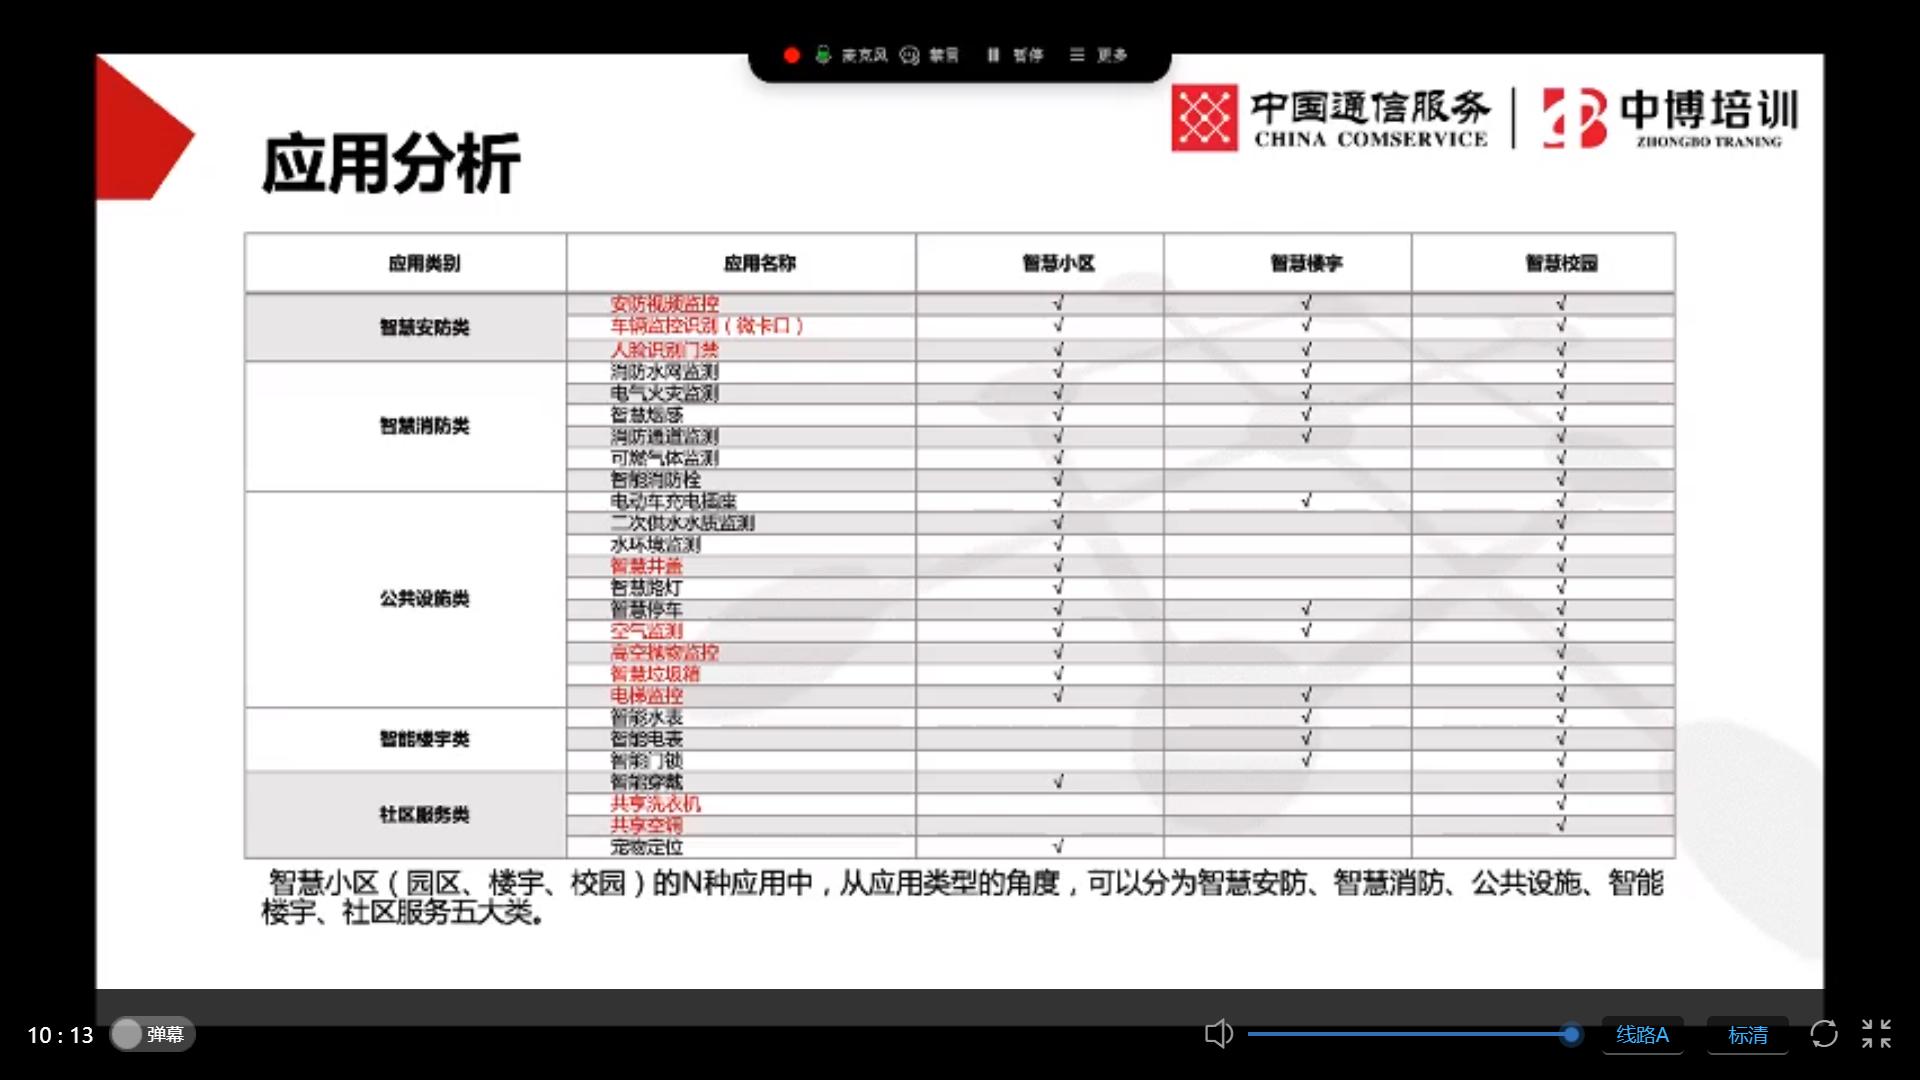 麦克风 禁言 暂停 更多
中国通信服务 中博培训
CHINA COMSERVICE ZHONGBO TRANING
应用分析
应用类别 应用名称 智慧小区 智慧楼宇 智慧校园
智慧安防类
安防视频监控 √ √ √
车辆监控识别（微卡口） √ √ √
人脸识别门禁 √ √ √
智慧消防类
消防水网监测 √ √ √
电气火灾监测 √ √ √
智慧烟感 √ √ √
消防通道监测 √ √ √
可燃气体监测 √ √
智能消防栓 √ √
公共设施类
电动车充电插座 √ √ √
二次供水水质监测 √ √
水环境监测 √ √
智慧井盖 √ √
智慧路灯 √ √
智慧停车 √ √ √
空气监测 √ √ √
高空抛物监控 √ √
智慧垃圾箱 √ √
电梯监控 √ √ √
智能楼宇类
智能水表 √ √
智能电表 √ √
智能门锁 √ √
社区服务类
智能穿戴 √ √
共享洗衣机 √
共享空调 √
宠物定位 √
智慧小区（园区、楼宇、校园）的N种应用中，从应用类型的角度，可以分为智慧安防、智慧消防、公共设施、智能
楼宇、社区服务五大类。
10 : 13 弹幕 线路A 标清